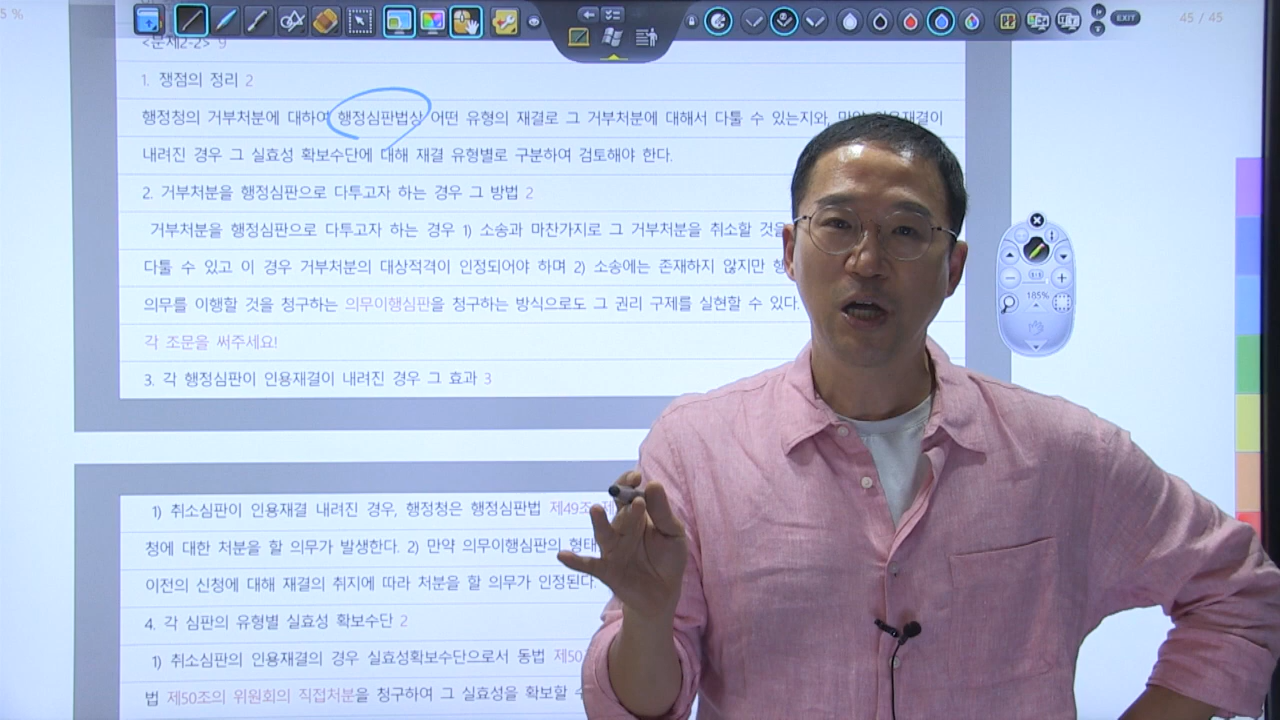 5 %
EXIT
45 / 45
<문제2-2> 9
1. 쟁점의 정리 2
행정청의 거부처분에 대하여 행정심판법상 어떤 유형의 재결로 그 거부처분에 대해서 다툴 수 있는지와, 만약 인용재결이
내려진 경우 그 실효성 확보수단에 대해 재결 유형별로 구분하여 검토해야 한다.
2. 거부처분을 행정심판으로 다투고자 하는 경우 그 방법 2
거부처분을 행정심판으로 다투고자 하는 경우 1) 소송과 마찬가지로 그 거부처분을 취소할 것을
다툴 수 있고 이 경우 거부처분의 대상적격이 인정되어야 하며 2) 소송에는 존재하지 않지만
의무를 이행할 것을 청구하는 의무이행심판을 청구하는 방식으로도 그 권리 구제를 실현할 수 있다.
185%
각 조문을 써주세요!
3. 각 행정심판이 인용재결이 내려진 경우 그 효과 3
1) 취소심판이 인용재결 내려진 경우, 행정청은 행정심판법 제49조
청에 대한 처분을 할 의무가 발생한다. 2) 만약 의무이행심판의 형태
이전의 신청에 대해 재결의 취지에 따라 처분을 할 의무가 인정된다.
4. 각 심판의 유형별 실효성 확보수단 2
1) 취소심판의 인용재결의 경우 실효성확보수단으로서 동법 제50
법 제50조의 위원회의 직접처분을 청구하여 그 실효성을 확보할 수